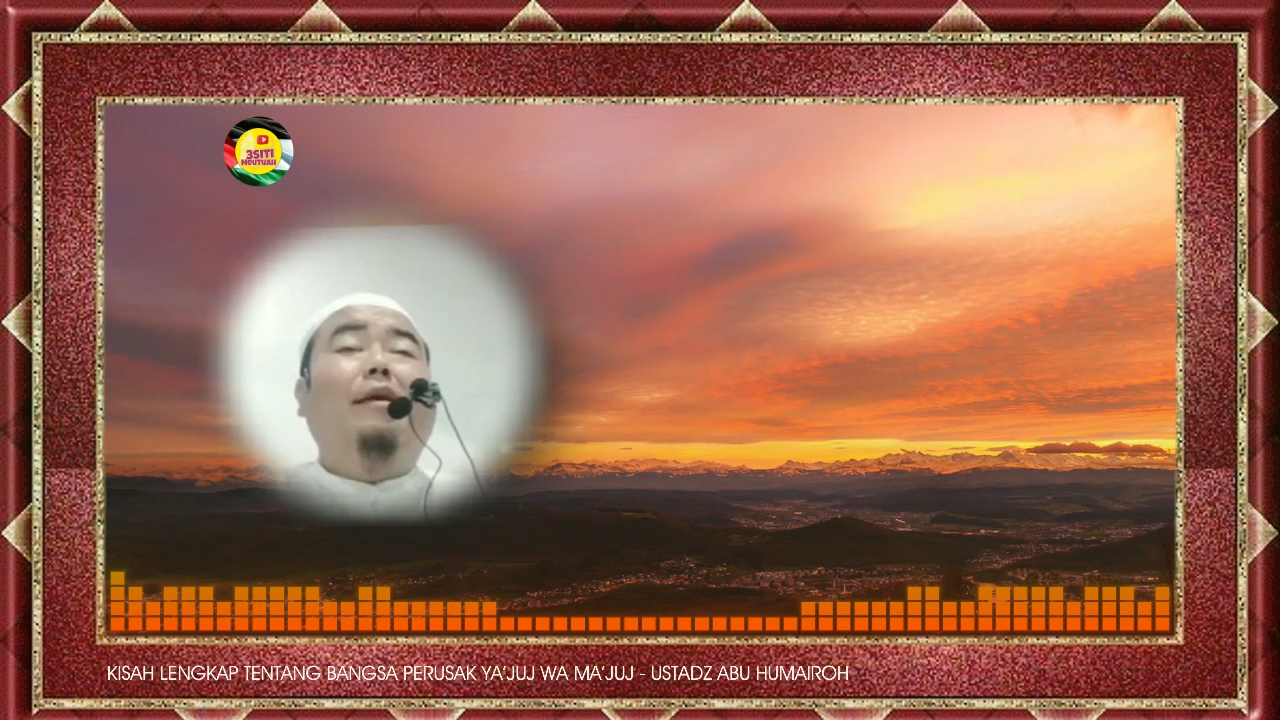 3SITI
MEUTUAH
KISAH LENGKAP TENTANG BANGSA PERUSAK YA'JUJ WA MA'JUJ - USTADZ ABU HUMAIROH